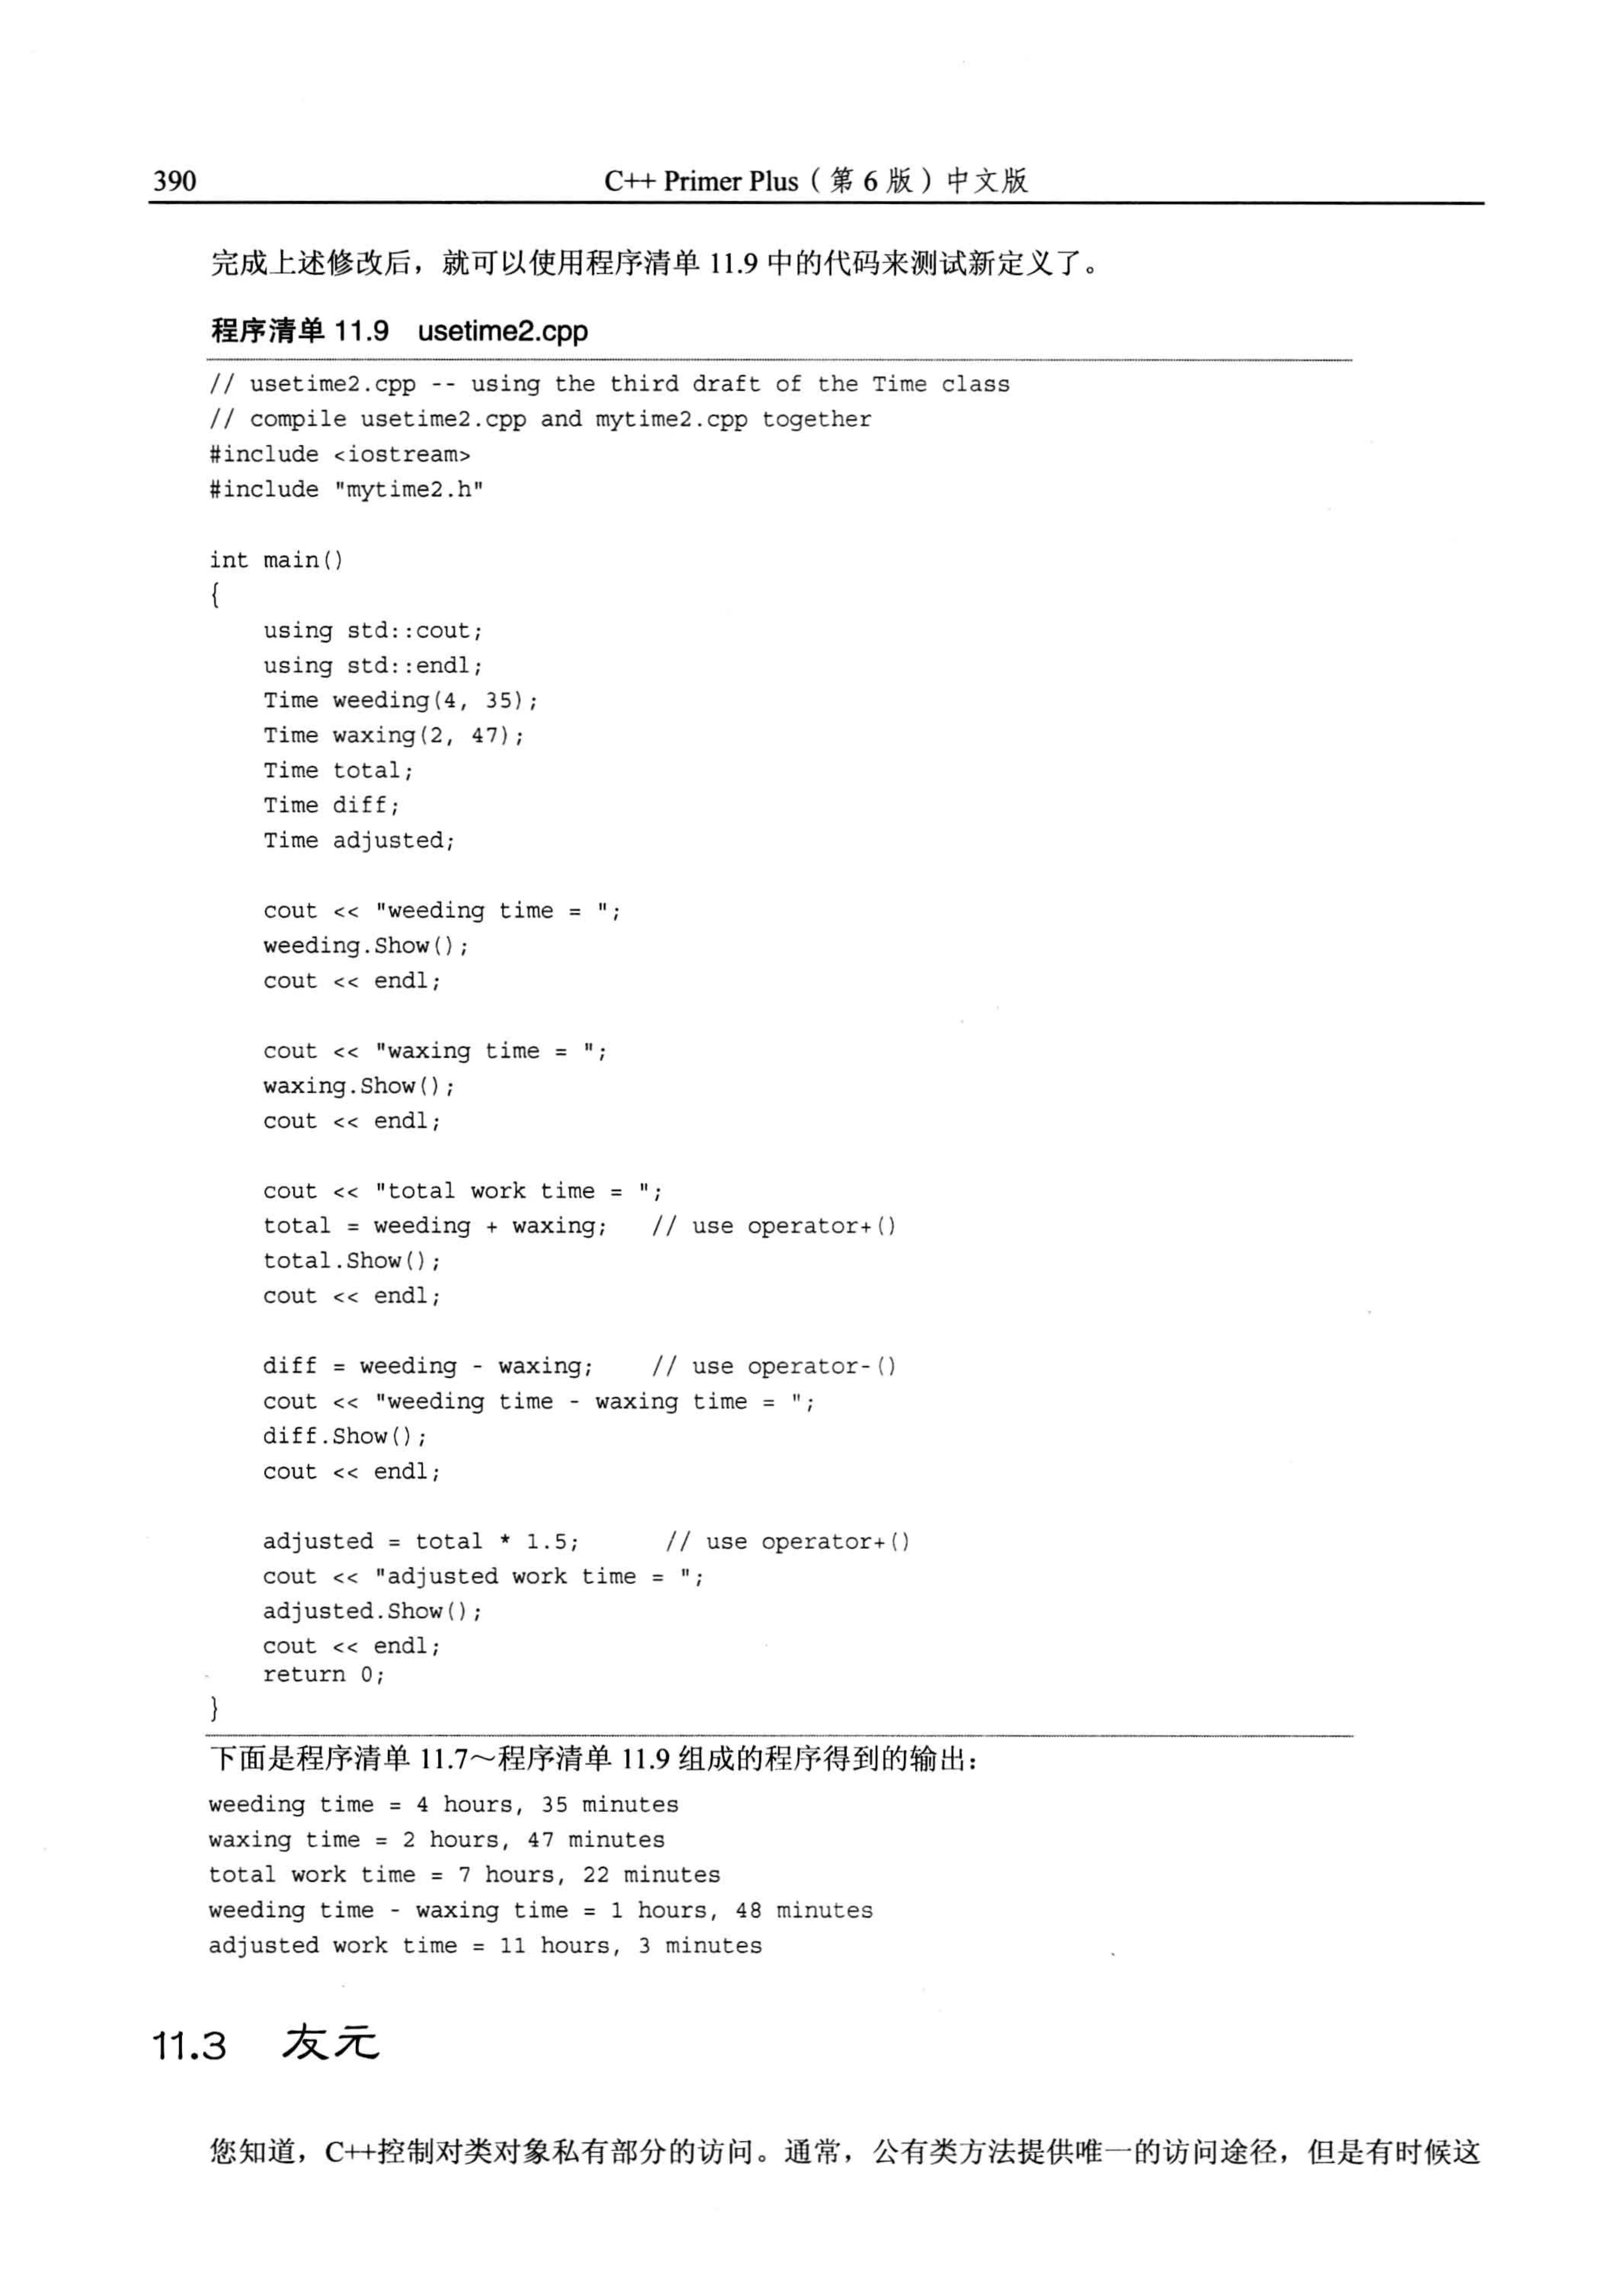 390
C++ Primer Plus（第 6 版）中文版
完成上述修改后，就可以使用程序清单 11.9 中的代码来测试新定义了。
程序清单 11.9 usetime2.cpp
// usetime2.cpp -- using the third draft of the Time class
// compile usetime2.cpp and mytime2.cpp together
#include <iostream>
#include "mytime2.h"
int main()
{
using std::cout;
using std::endl;
Time weeding(4, 35);
Time waxing(2, 47);
Time total;
Time diff;
Time adjusted;
cout << "weeding time = ";
weeding.Show();
cout << endl;
cout << "waxing time = ";
waxing.Show();
cout << endl;
cout << "total work time = ";
total = weeding + waxing; // use operator+()
total.Show();
cout << endl;
diff = weeding - waxing; // use operator-()
cout << "weeding time - waxing time = ";
diff.Show();
cout << endl;
adjusted = total * 1.5; // use operator+()
cout << "adjusted work time = ";
adjusted.Show();
cout << endl;
return 0;
}
下面是程序清单 11.7～程序清单 11.9 组成的程序得到的输出：
weeding time = 4 hours, 35 minutes
waxing time = 2 hours, 47 minutes
total work time = 7 hours, 22 minutes
weeding time - waxing time = 1 hours, 48 minutes
adjusted work time = 11 hours, 3 minutes
11.3 友元
您知道，C++控制对类对象私有部分的访问。通常，公有类方法提供唯一的访问途径，但是有时候这